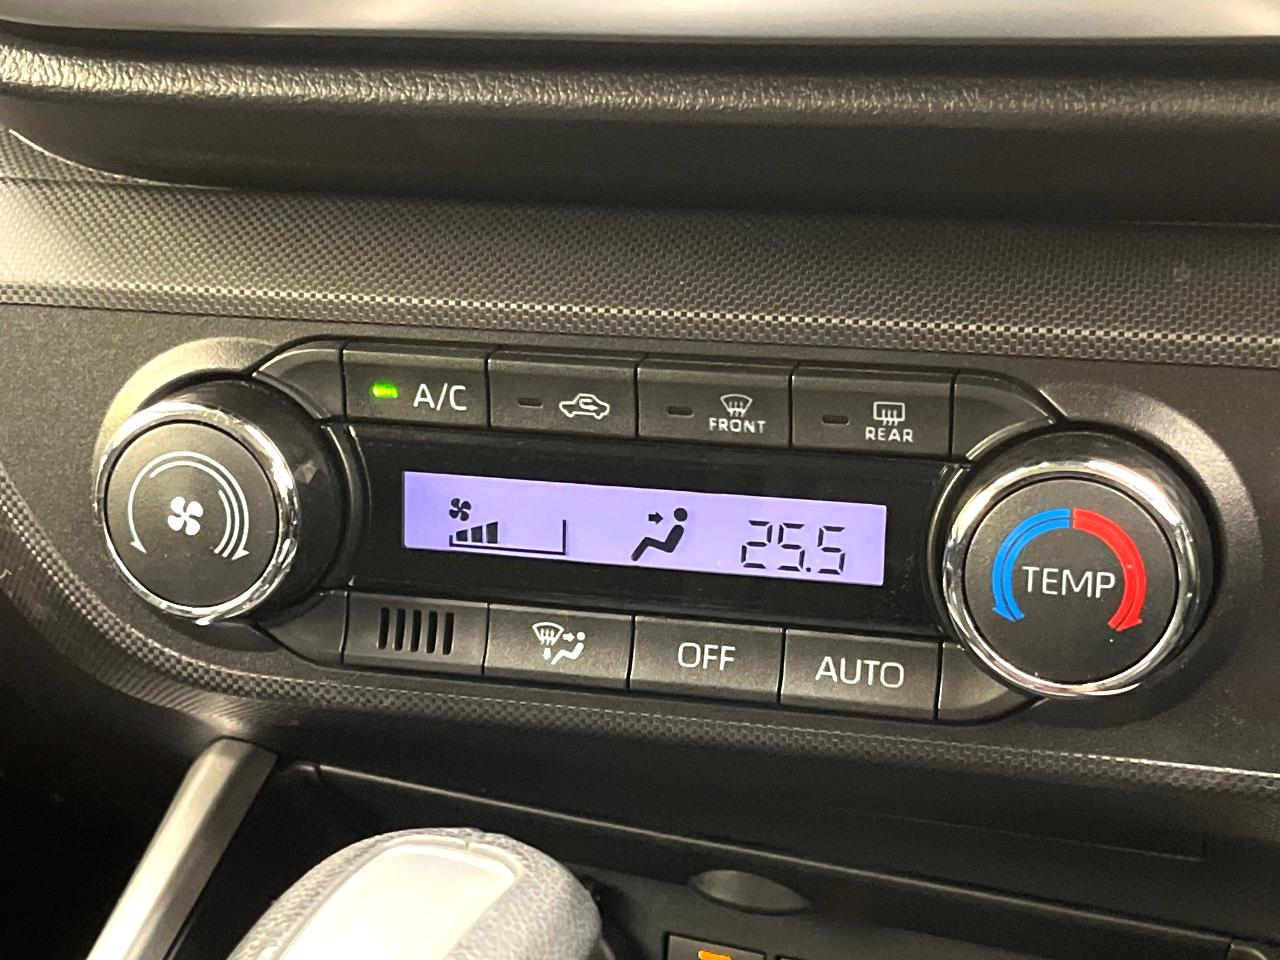 A/C
FRONT
REAR
25.5
TEMP
OFF
AUTO